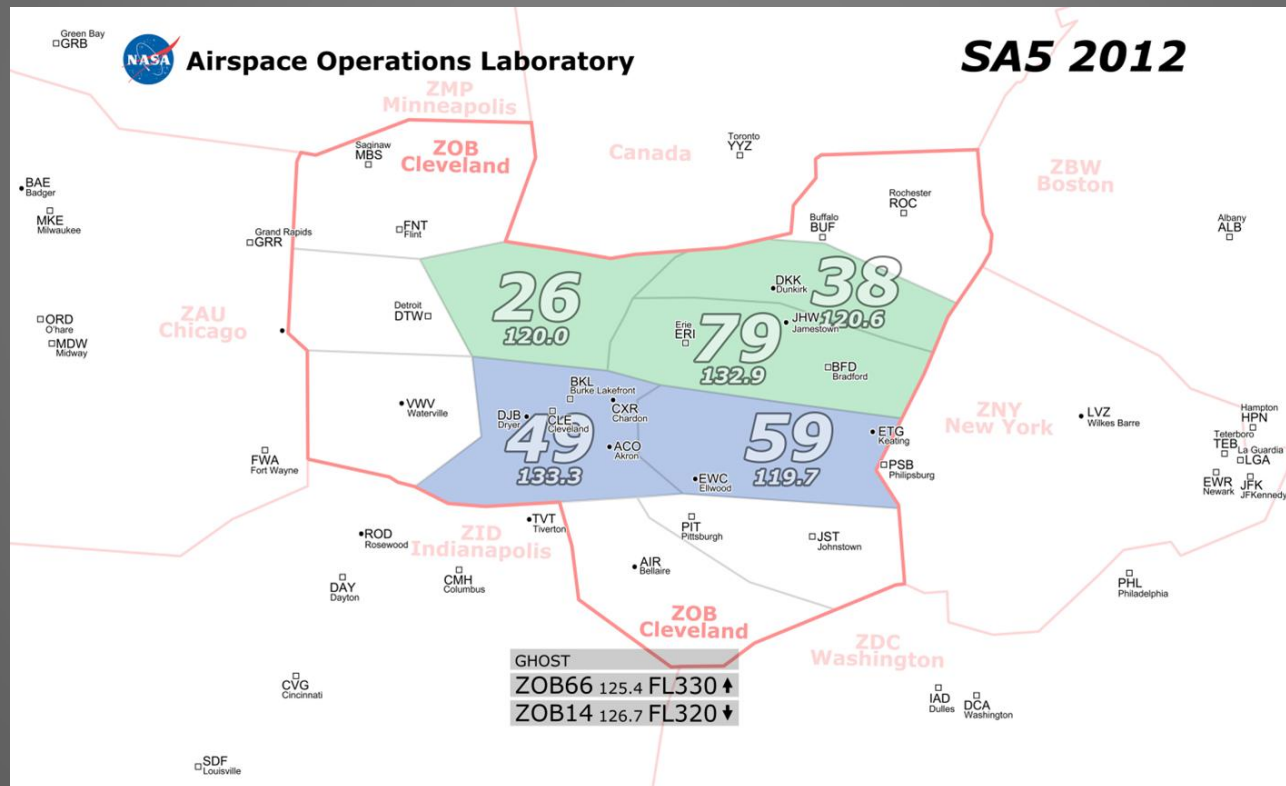 Green Bay
GRB
NASA
Airspace Operations Laboratory
SA5 2012
ZMP
Minneapolis
Saginaw
MBS
ZOB
Cleveland
Canada
Toronto
YYZ
ZBW
Boston
BAE
Badger
MKE
Milwaukee
Grand Rapids
GRR
FNT
Flint
Buffalo
BUF
Rochester
ROC
Albany
ALB
ZAU
Chicago
ORD
O'hare
MDW
Midway
Detroit
DTW
26
120.0
DKK
Dunkirk
38
120.6
JHW
Jamestown
Erie
ERI
79
132.9
BFD
Bradford
VWV
Waterville
BKL
Burke Lakefront
DJB
Dryer
CLE
Cleveland
CXR
Chardon
49
133.3
ACO
Akron
59
119.7
EWC
Ellwood
ETG
Keating
PSB
Philipsburg
ZNY
New York
LVZ
Wilkes Barre
Hampton
HPN
Teterboro
TEB
La Guardia
LGA
EWR
Newark
JFK
JFKennedy
FWA
Fort Wayne
ROD
Rosewood
ZID
Indianapolis
TVT
Tiverton
PIT
Pittsburgh
JST
Johnstown
DAY
Dayton
CMH
Columbus
AIR
Bellaire
PHL
Philadelphia
ZOB
Cleveland
ZDC
Washington
GHOST
ZOB66 125.4 FL330
ZOB14 126.7 FL320
CVG
Cincinnati
IAD
Dulles
DCA
Washington
SDF
Louisville